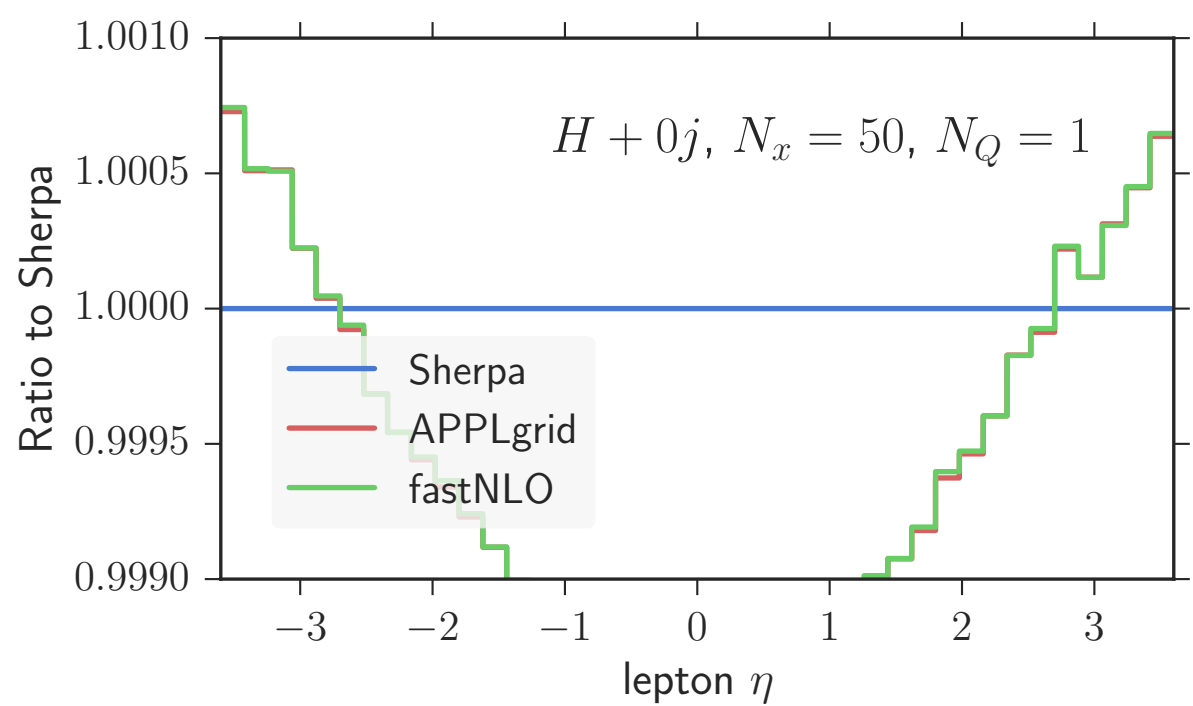 1.0010
1.0005
1.0000
0.9995
0.9990
Ratio to Sherpa
H + 0j, N_x = 50, N_Q = 1
Sherpa
APPLgrid
fastNLO
−3 −2 −1 0 1 2 3
lepton η